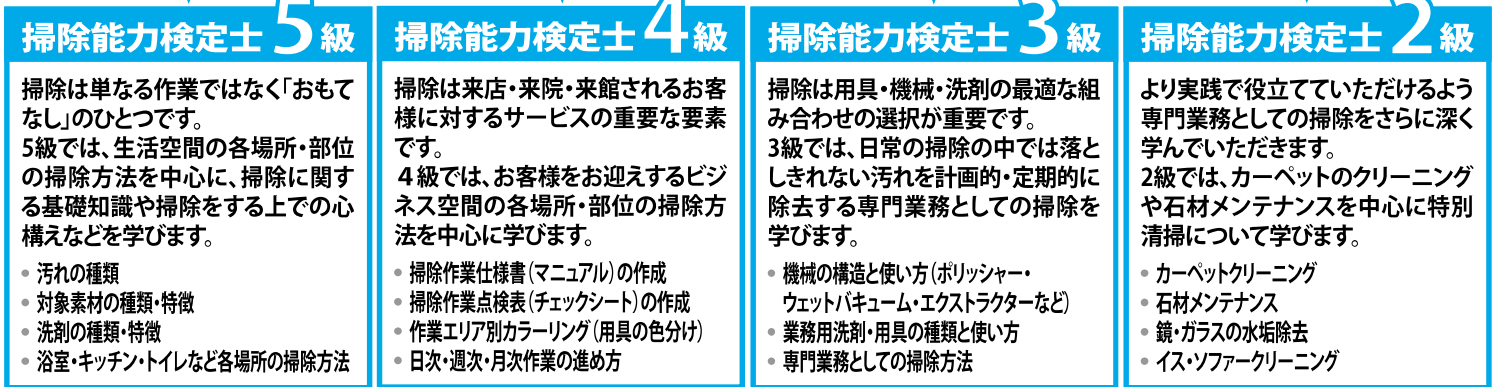 掃除能力検定士5級
掃除は単なる作業ではなく「おもて
なし」のひとつです。
5級では、生活空間の各場所・部位
の掃除方法を中心に、掃除に関す
る基礎知識や掃除をする上での心
構えなどを学びます。
• 汚れの種類
• 対象素材の種類・特徴
• 洗剤の種類・特徴
• 浴室・キッチン・トイレなど各場所の掃除方法
掃除能力検定士4級
掃除は来店・来院・来館されるお客
様に対するサービスの重要な要素
です。
４級では、お客様をお迎えするビジ
ネス空間の各場所・部位の掃除方
法を中心に学びます。
• 掃除作業仕様書(マニュアル)の作成
• 掃除作業点検表(チェックシート)の作成
• 作業エリア別カラーリング(用具の色分け)
• 日次・週次・月次作業の進め方
掃除能力検定士3級
掃除は用具・機械・洗剤の最適な組
み合わせの選択が重要です。
3級では、日常の掃除の中では落と
しきれない汚れを計画的・定期的に
除去する専門業務としての掃除を
学びます。
• 機械の構造と使い方(ポリッシャー・
ウェットバキューム・エクストラクターなど)
• 業務用洗剤・用具の種類と使い方
• 専門業務としての掃除方法
掃除能力検定士2級
より実践で役立てていただけるよう
専門業務としての掃除をさらに深く
学んでいただきます。
2級では、カーペットのクリーニング
や石材メンテナンスを中心に特別
清掃について学びます。
• カーペットクリーニング
• 石材メンテナンス
• 鏡・ガラスの水垢除去
• イス・ソファークリーニング